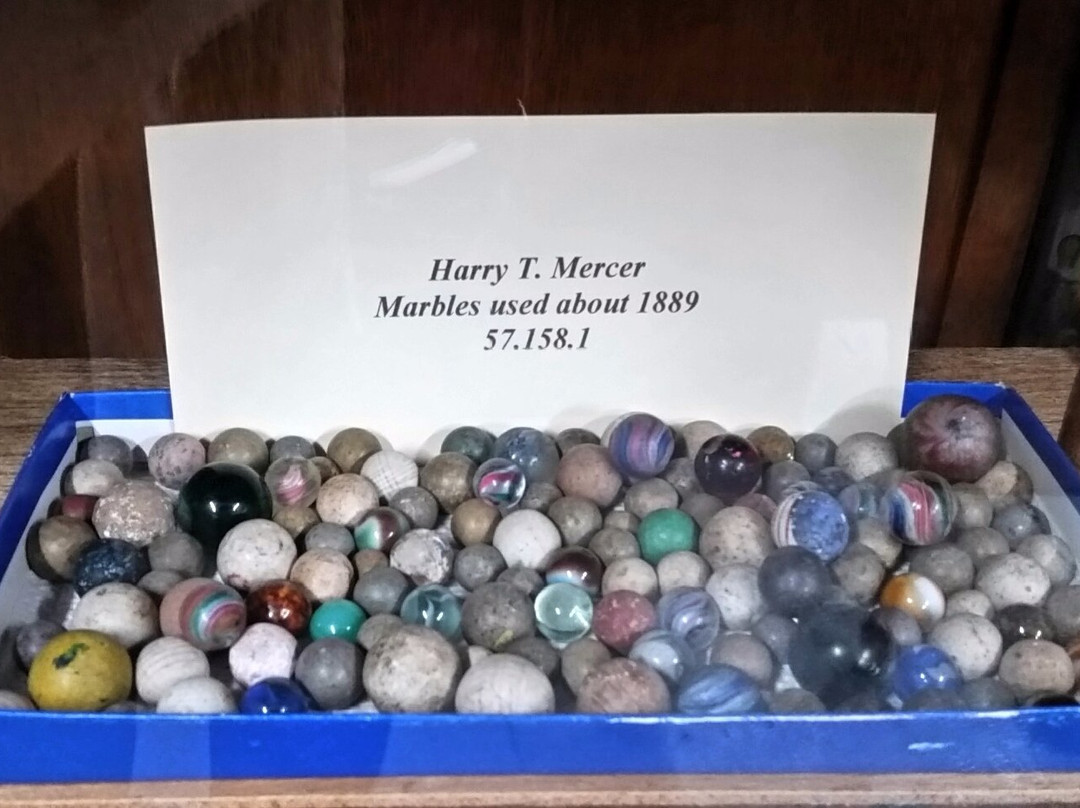 Harry T. Mercer
Marbles used about 1889
57.158.1